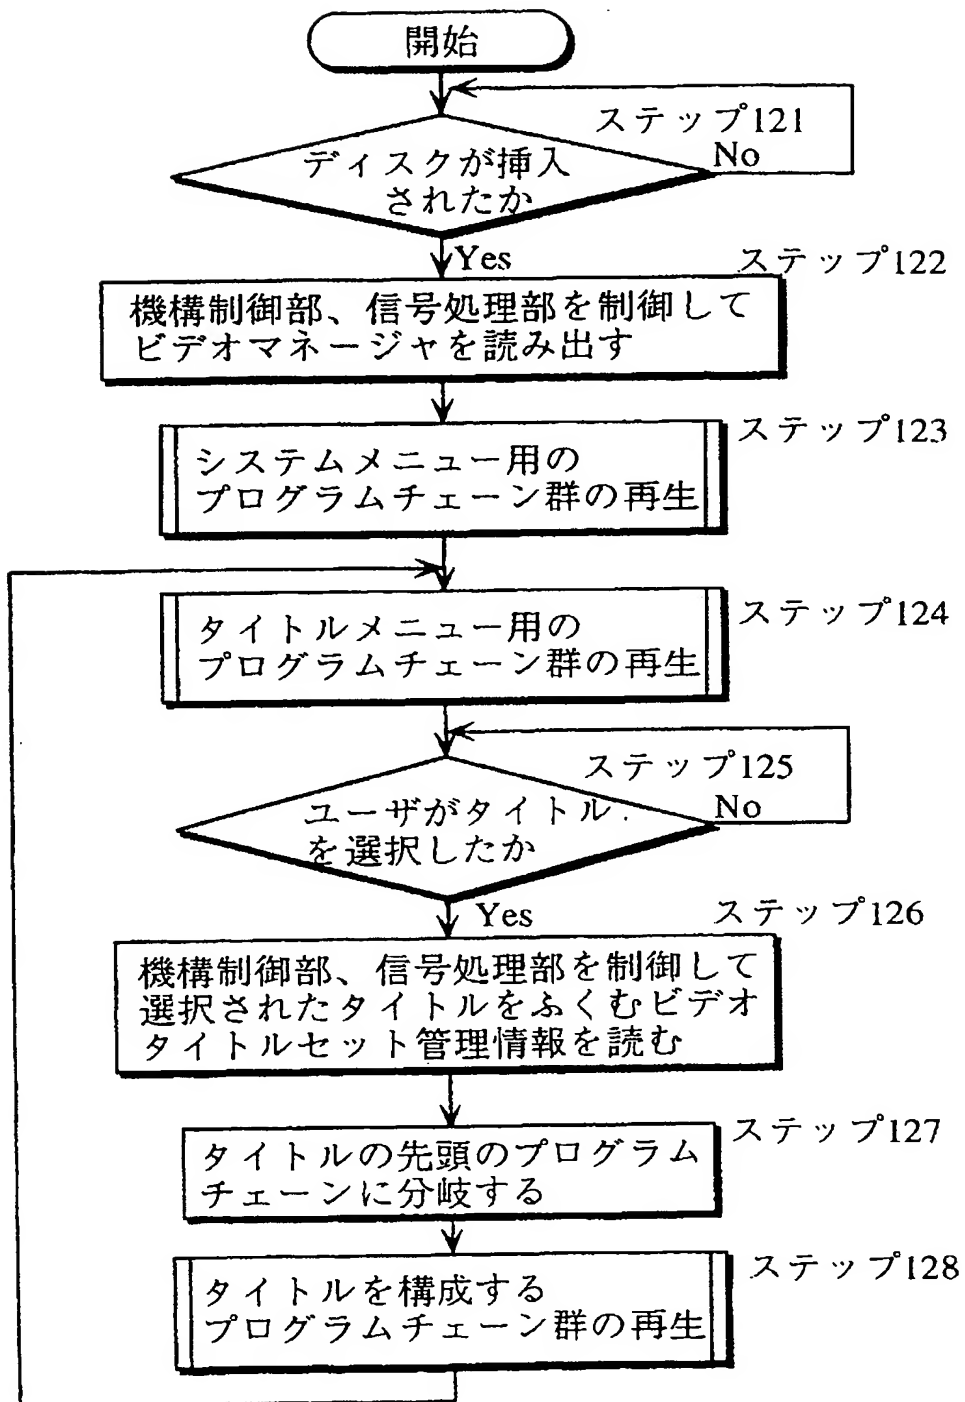 開始
ステップ121
No
ディスクが挿入
されたか
Yes
ステップ122
機構制御部、信号処理部を制御して
ビデオマネージャを読み出す
ステップ123
システムメニュー用の
プログラムチェーン群の再生
ステップ124
タイトルメニュー用の
プログラムチェーン群の再生
ステップ125
No
ユーザがタイトル
を選択したか
Yes
ステップ126
機構制御部、信号処理部を制御して
選択されたタイトルをふくむビデオ
タイトルセット管理情報を読む
ステップ127
タイトルの先頭のプログラム
チェーンに分岐する
ステップ128
タイトルを構成する
プログラムチェーン群の再生